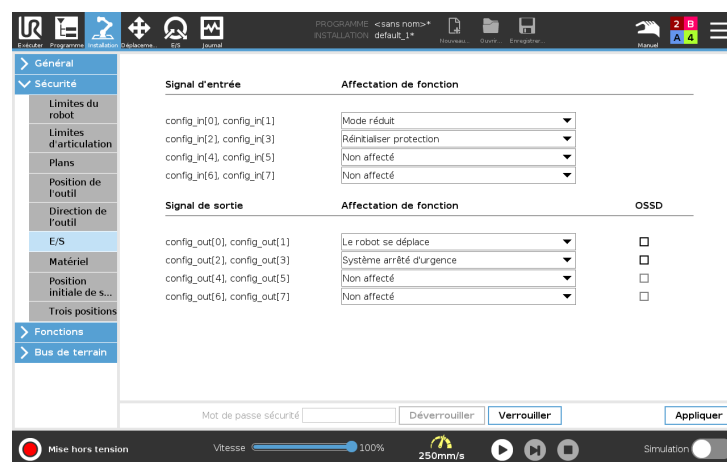 PROGRAMME <sans nom>*
INSTALLATION default_1*
Exécuter Programme Installation Déplaceme... E/S Journal
Nouveau... Ouvrir... Enregistrer...
Manuel
2 B
A 4
Général
Sécurité
Limites du
robot
Limites
d'articulation
Plans
Position de
l'outil
Direction de
l'outil
E/S
Matériel
Position
initiale de s...
Trois positions
Fonctions
Bus de terrain
Signal d'entrée Affectation de fonction
config_in[0], config_in[1] Mode réduit
config_in[2], config_in[3] Réinitialiser protection
config_in[4], config_in[5] Non affecté
config_in[6], config_in[7] Non affecté
Signal de sortie Affectation de fonction OSSD
config_out[0], config_out[1] Le robot se déplace
config_out[2], config_out[3] Système arrêté d'urgence
config_out[4], config_out[5] Non affecté
config_out[6], config_out[7] Non affecté
Mot de passe sécurité Déverrouiller Verrouiller Appliquer
Mise hors tension Vitesse 100% 250mm/s Simulation